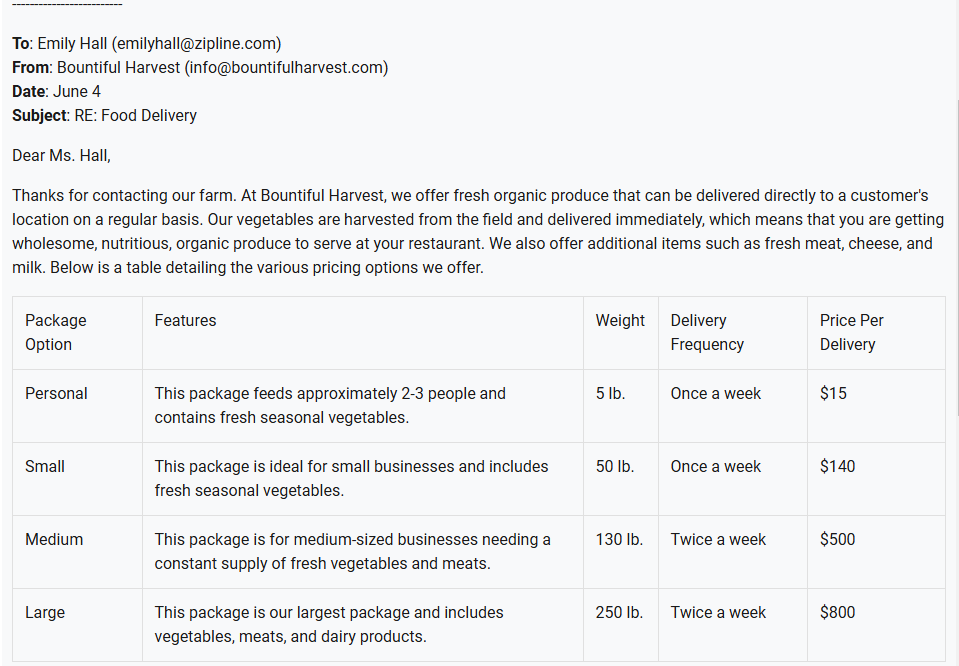 -------------------------
To: Emily Hall (emilyhall@zipline.com)
From: Bountiful Harvest (info@bountifulharvest.com)
Date: June 4
Subject: RE: Food Delivery
Dear Ms. Hall,
Thanks for contacting our farm. At Bountiful Harvest, we offer fresh organic produce that can be delivered directly to a customer's
location on a regular basis. Our vegetables are harvested from the field and delivered immediately, which means that you are getting
wholesome, nutritious, organic produce to serve at your restaurant. We also offer additional items such as fresh meat, cheese, and
milk. Below is a table detailing the various pricing options we offer.
Package Option | Features | Weight | Delivery Frequency | Price Per Delivery
Personal | This package feeds approximately 2-3 people and contains fresh seasonal vegetables. | 5 lb. | Once a week | $15
Small | This package is ideal for small businesses and includes fresh seasonal vegetables. | 50 lb. | Once a week | $140
Medium | This package is for medium-sized businesses needing a constant supply of fresh vegetables and meats. | 130 lb. | Twice a week | $500
Large | This package is our largest package and includes vegetables, meats, and dairy products. | 250 lb. | Twice a week | $800